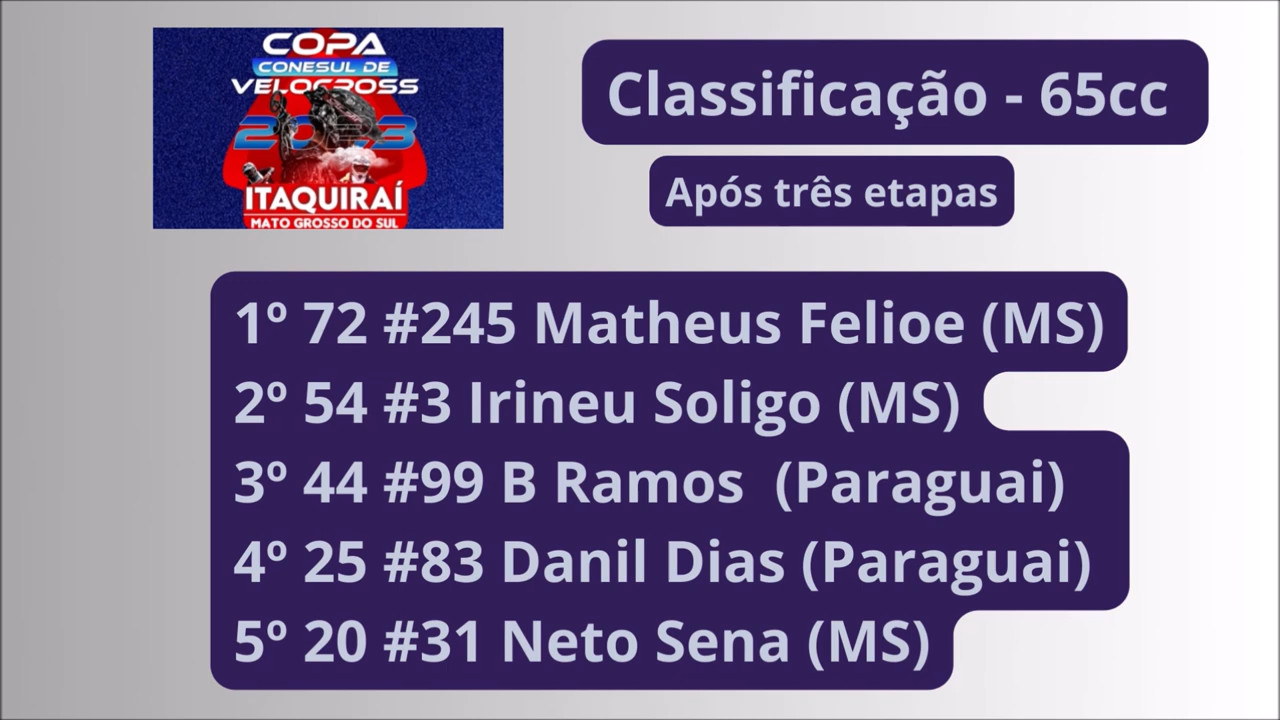 COPA
CONESUL DE
VELOCROSS
2023
ITAQUIRAÍ
MATO GROSSO DO SUL
Classificação - 65cc
Após três etapas
1º 72 #245 Matheus Felioe (MS)
2º 54 #3 Irineu Soligo (MS)
3º 44 #99 B Ramos (Paraguai)
4º 25 #83 Danil Dias (Paraguai)
5º 20 #31 Neto Sena (MS)